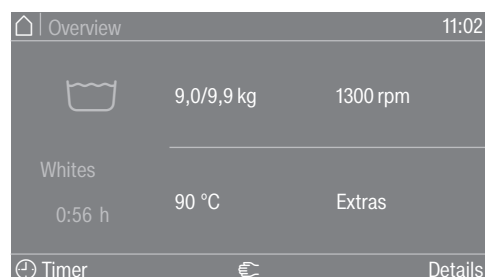 Overview 11:02
9,0/9,9 kg 1300 rpm
Whites
0:56 h
90 °C Extras
Timer Details